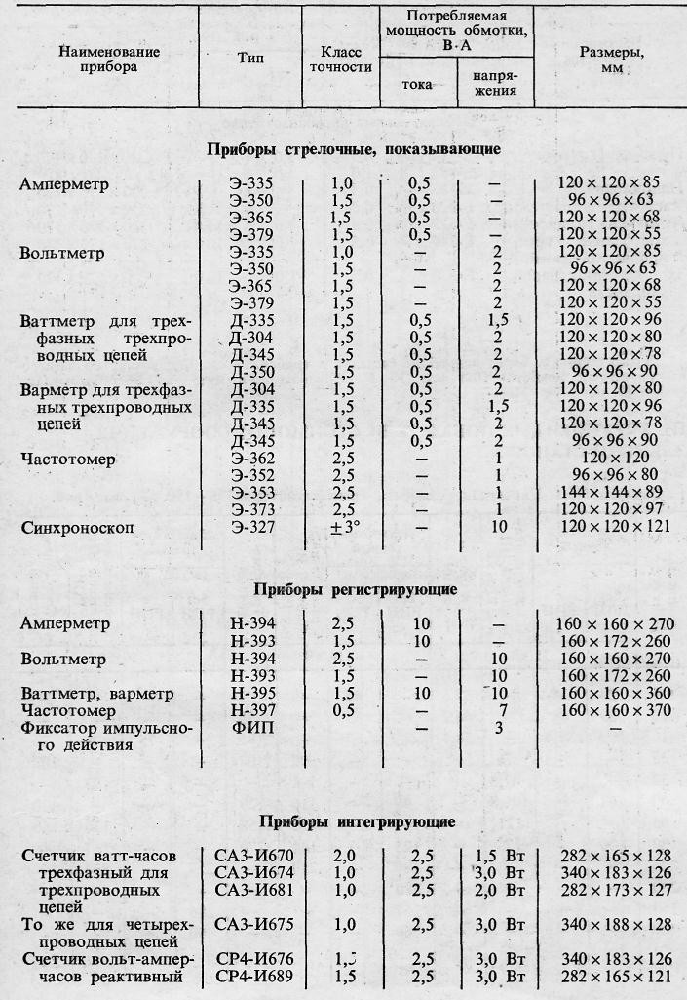 Наименование прибора Тип Класс точности Потребляемая мощность обмотки, В·А Размеры, мм
тока напря-жения
Приборы стрелочные, показывающие
Амперметр Э-335 1,0 0,5 — 120×120×85
Э-350 1,5 0,5 — 96×96×63
Э-365 1,5 0,5 — 120×120×68
Э-379 1,5 0,5 — 120×120×55
Вольтметр Э-335 1,0 — 2 120×120×85
Э-350 1,5 — 2 96×96×63
Э-365 1,5 — 2 120×120×68
Э-379 1,5 — 2 120×120×55
Ваттметр для трех- Д-335 1,5 0,5 1,5 120×120×96
фазных трехпро- Д-304 1,5 0,5 2 120×120×80
водных цепей Д-345 1,5 0,5 2 120×120×78
Д-350 1,5 0,5 2 96×96×90
Варметр для трехфаз- Д-304 1,5 0,5 2 120×120×80
ных трехпроводных Д-335 1,5 0,5 1,5 120×120×96
цепей Д-345 1,5 0,5 2 120×120×78
Д-345 1,5 0,5 2 96×96×90
Частотомер Э-362 2,5 — 1 120×120
Э-352 2,5 — 1 96×96×80
Э-353 2,5 — 1 144×144×89
Э-373 2,5 — 1 120×120×97
Синхроноскоп Э-327 ±3° — 10 120×120×121
Приборы регистрирующие
Амперметр Н-394 2,5 10 — 160×160×270
Н-393 1,5 10 — 160×172×260
Вольтметр Н-394 2,5 — 10 160×160×270
Н-393 1,5 — 10 160×172×260
Ваттметр, варметр Н-395 1,5 10 10 160×160×360
Частотомер Н-397 0,5 — 7 160×160×370
Фиксатор импульсно- ФИП — 3 —
го действия
Приборы интегрирующие
Счетчик ватт-часов САЗ-И670 2,0 2,5 1,5 Вт 282×165×128
трехфазный для САЗ-И674 1,0 2,5 3,0 Вт 340×183×126
трехпроводных САЗ-И681 1,0 2,5 2,0 Вт 282×173×127
цепей
То же для четырех- САЗ-И675 1,0 2,5 3,0 Вт 340×188×128
проводных цепей
Счетчик вольт-ампер- СР4-И676 1,5 2,5 3,0 Вт 340×183×126
часов реактивный СР4-И689 1,5 2,5 3,0 Вт 282×165×121